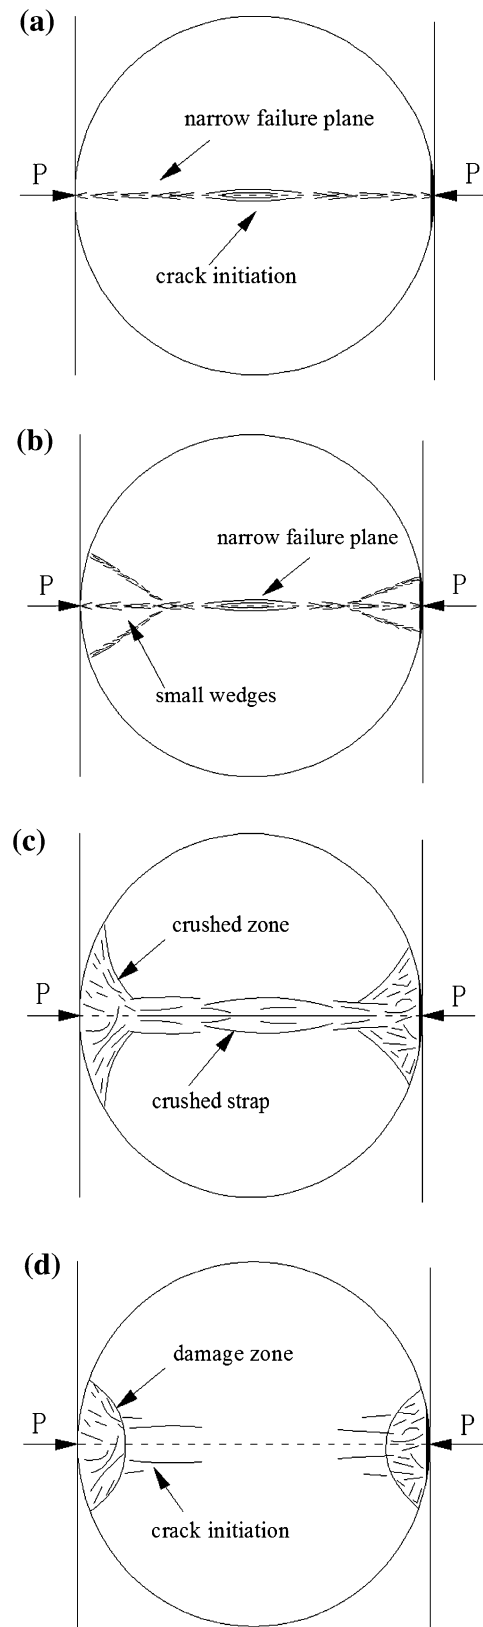 (a)
narrow failure plane
P
P
crack initiation
(b)
narrow failure plane
P
P
small wedges
(c)
crushed zone
P
P
crushed strap
(d)
damage zone
P
P
crack initiation